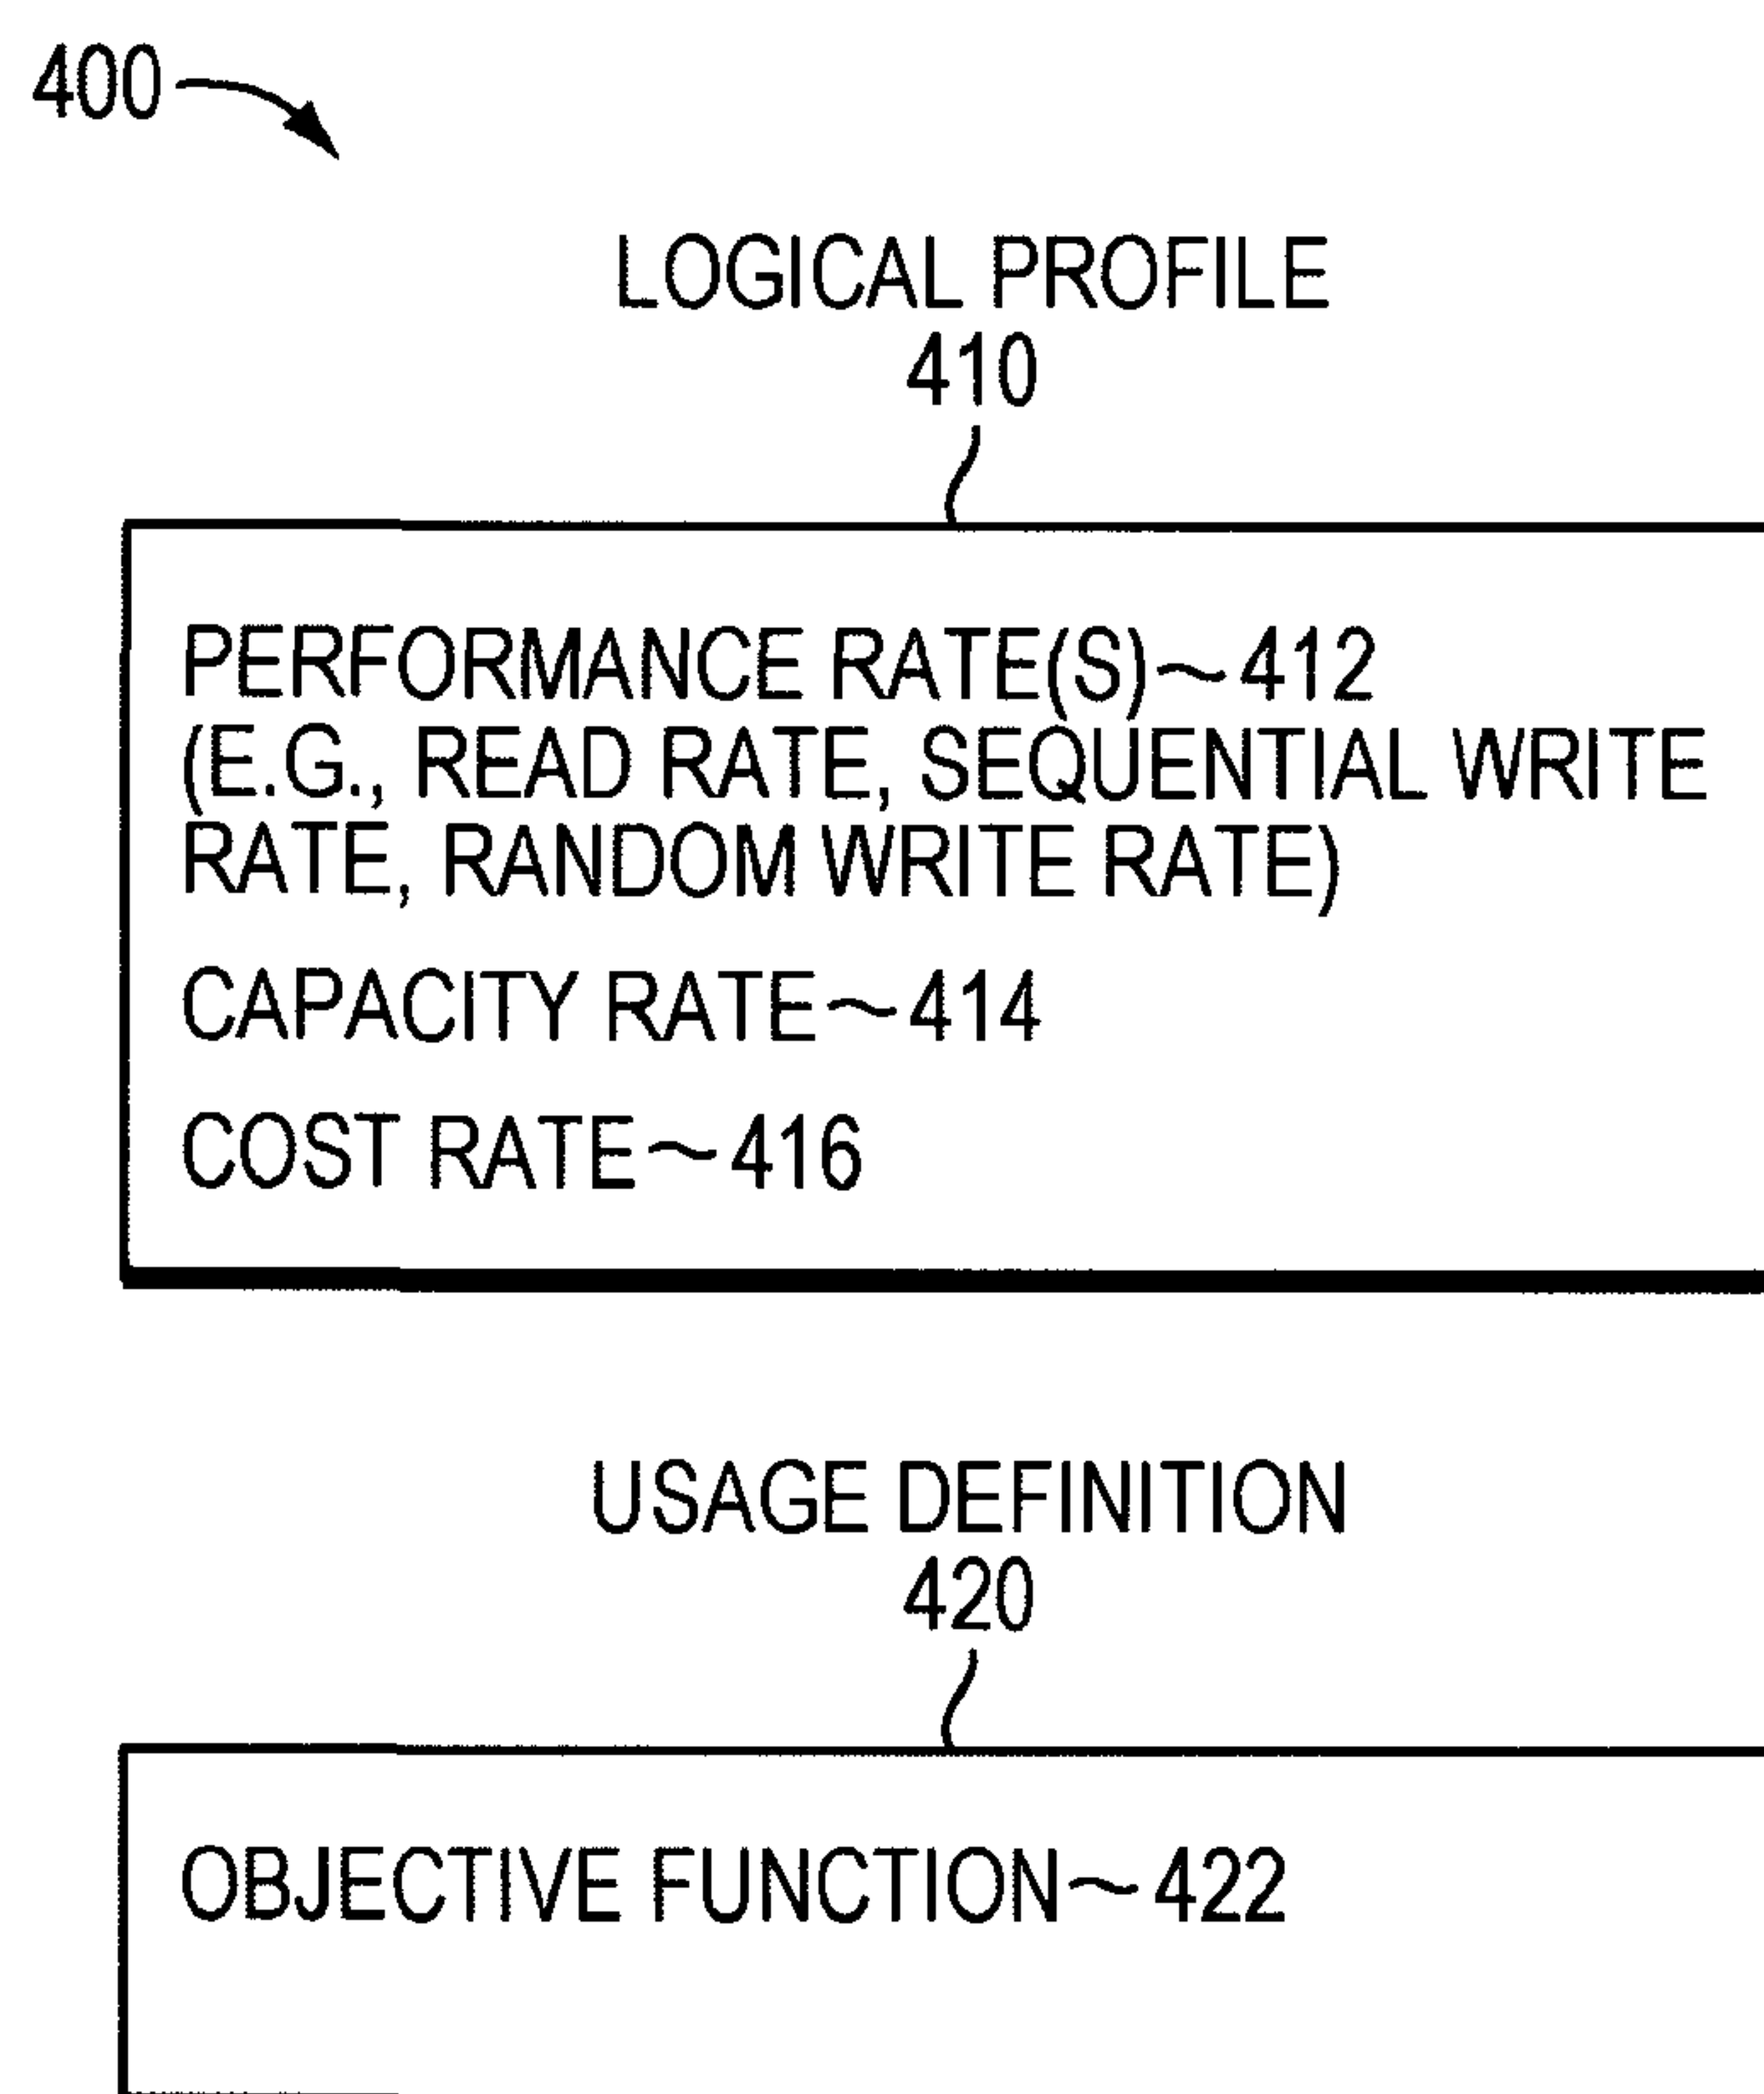 400
LOGICAL PROFILE
410
PERFORMANCE RATE(S)~412
(E.G., READ RATE, SEQUENTIAL WRITE
RATE, RANDOM WRITE RATE)
CAPACITY RATE~414
COST RATE~416
USAGE DEFINITION
420
OBJECTIVE FUNCTION~422